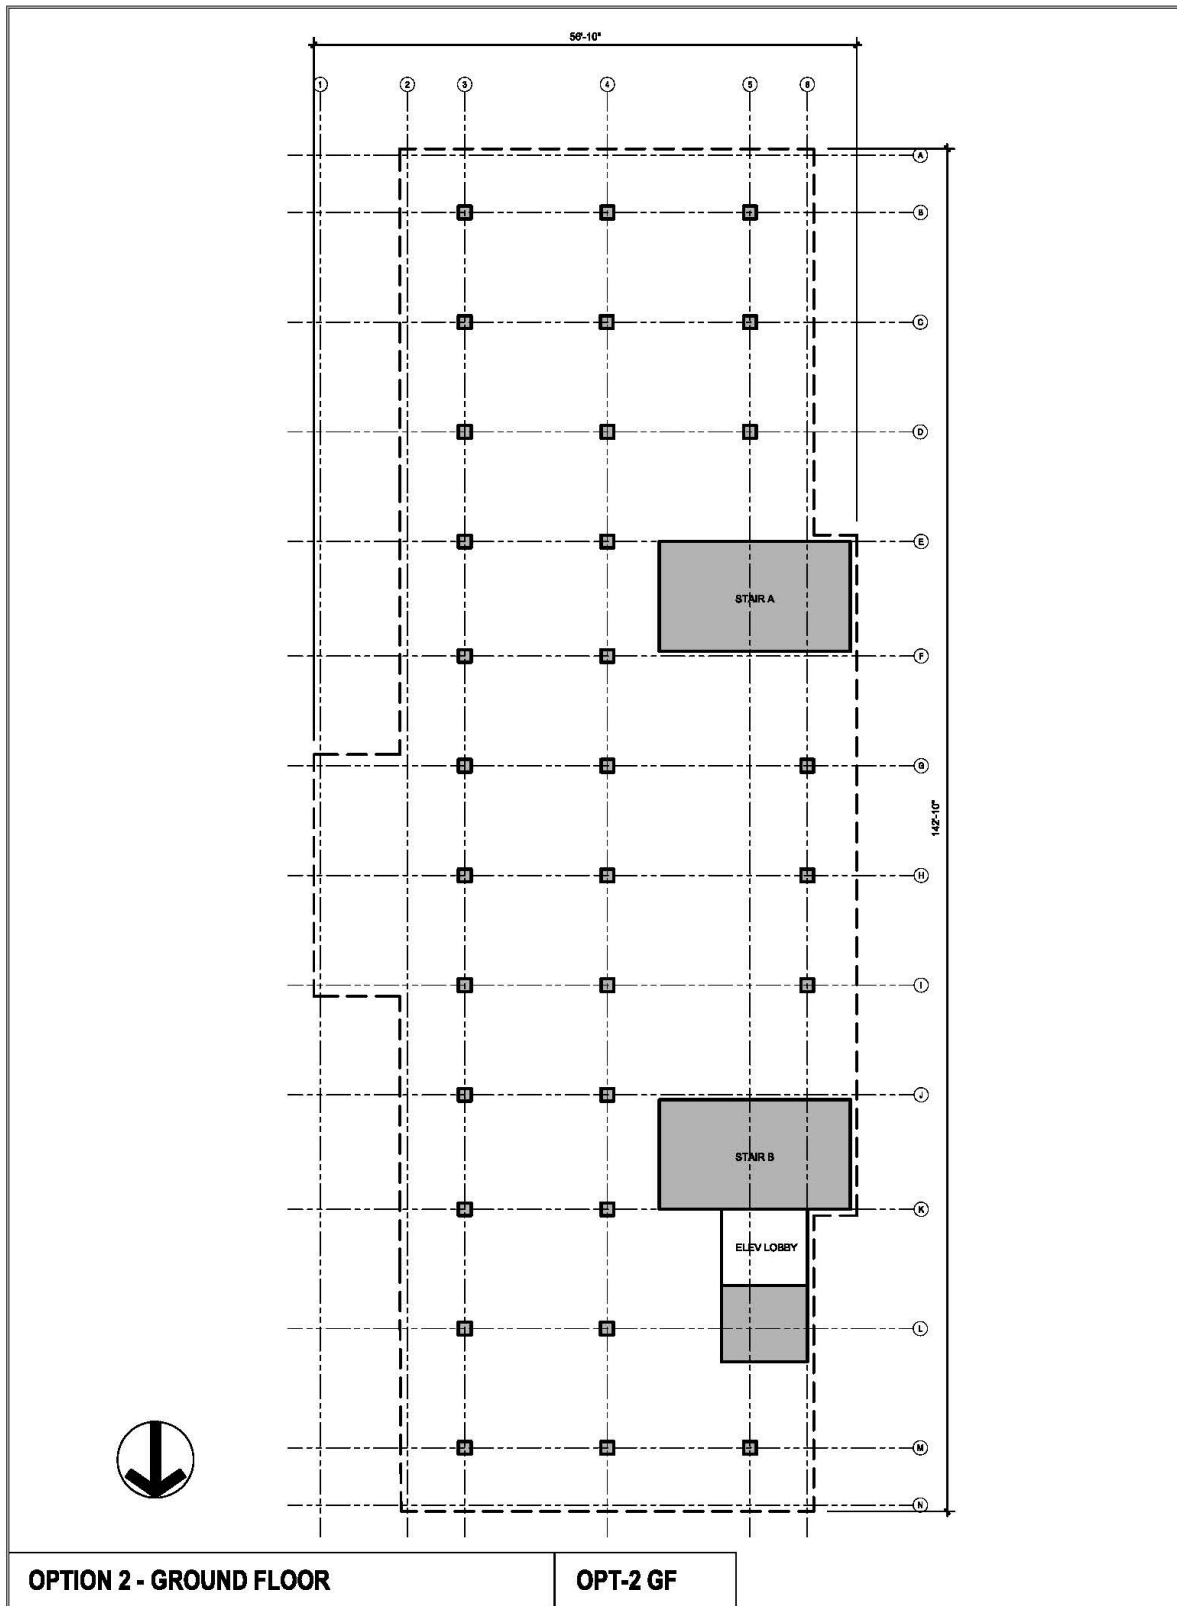 56'-10"
1 2 3 4 5 6
A
B
C
D
E
STAIR A
F
G
142'-10"
H
I
J
STAIR B
K
ELEV LOBBY
L
M
N
OPTION 2 - GROUND FLOOR
OPT-2 GF